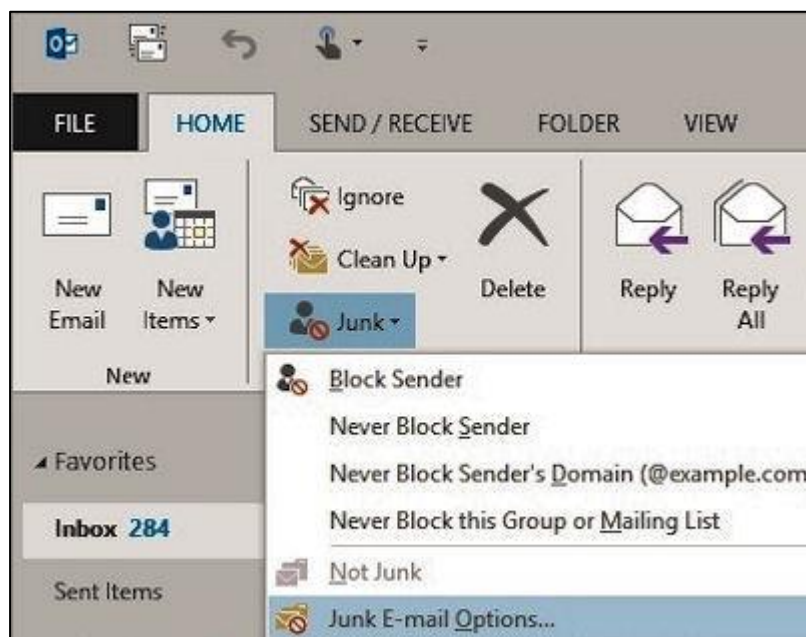 FILE HOME SEND / RECEIVE FOLDER VIEW
Ignore
Clean Up
Junk
New
Email
New
Items
Delete
Reply
Reply
All
New
Block Sender
Never Block Sender
Never Block Sender's Domain (@example.com
Never Block this Group or Mailing List
Not Junk
Junk E-mail Options...
Favorites
Inbox 284
Sent Items